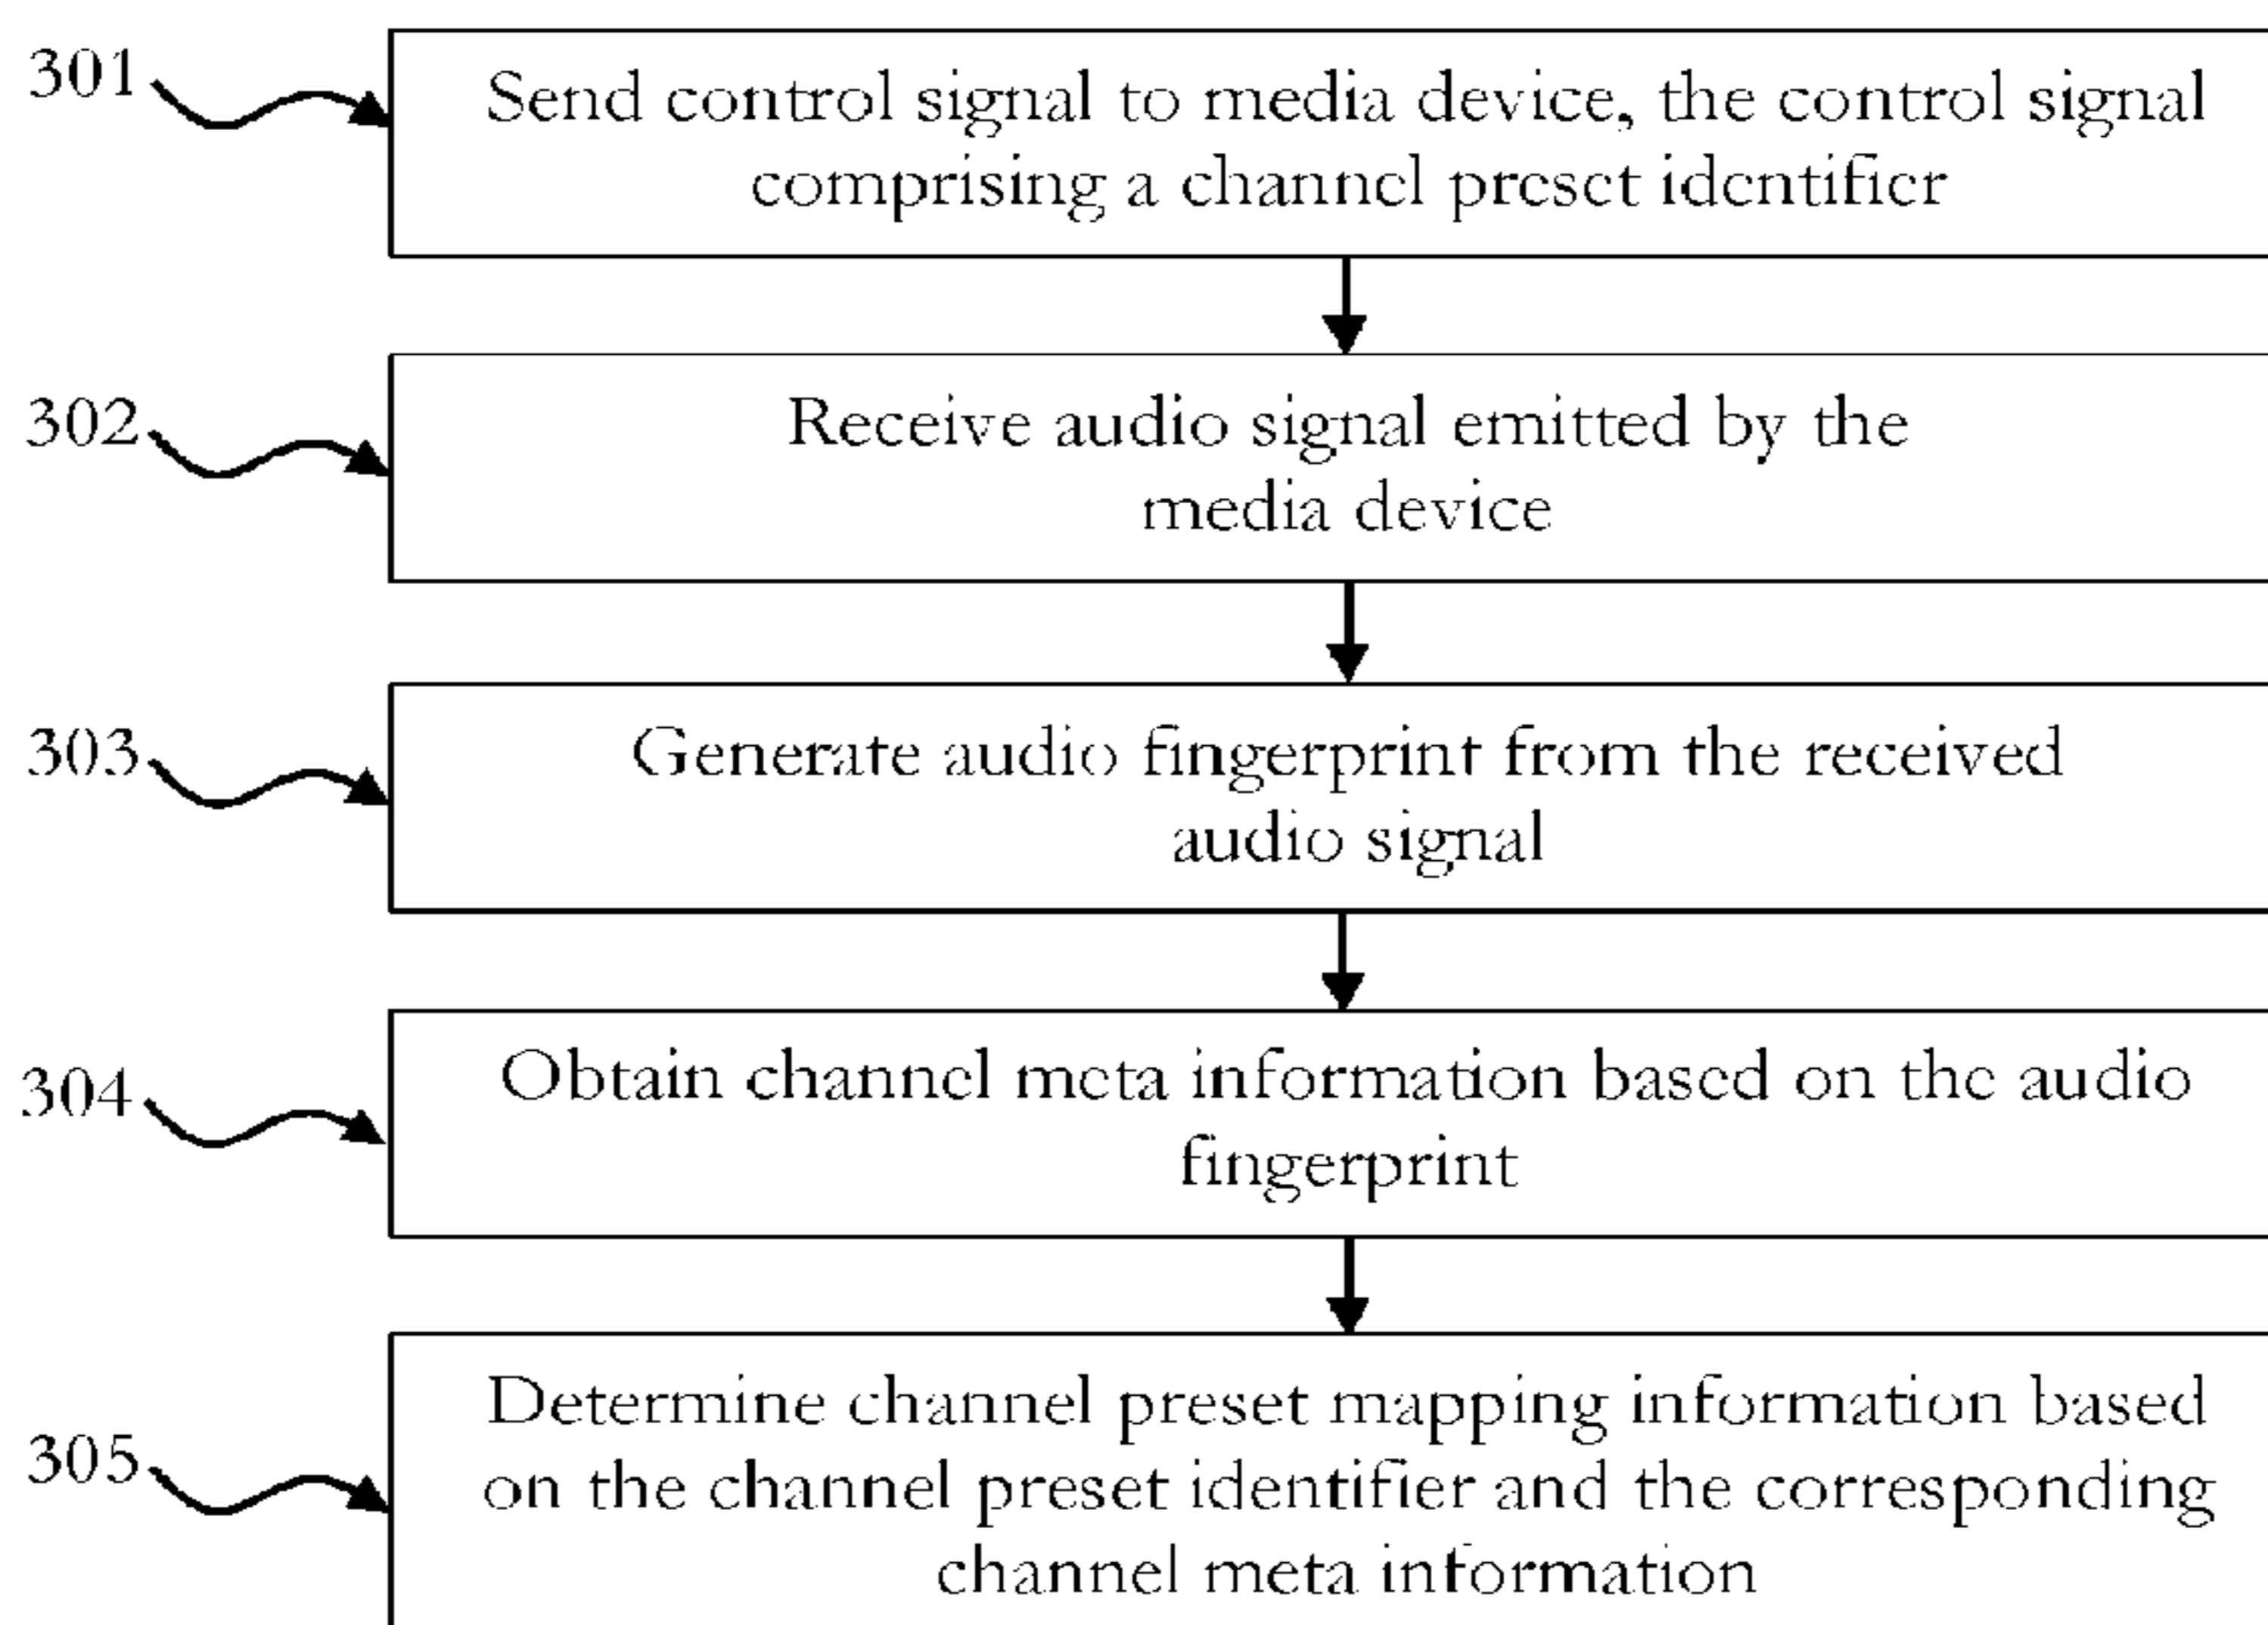 301
Send control signal to media device, the control signal
comprising a channel preset identifier
302
Receive audio signal emitted by the
media device
303
Generate audio fingerprint from the received
audio signal
304
Obtain channel meta information based on the audio
fingerprint
305
Determine channel preset mapping information based
on the channel preset identifier and the corresponding
channel meta information